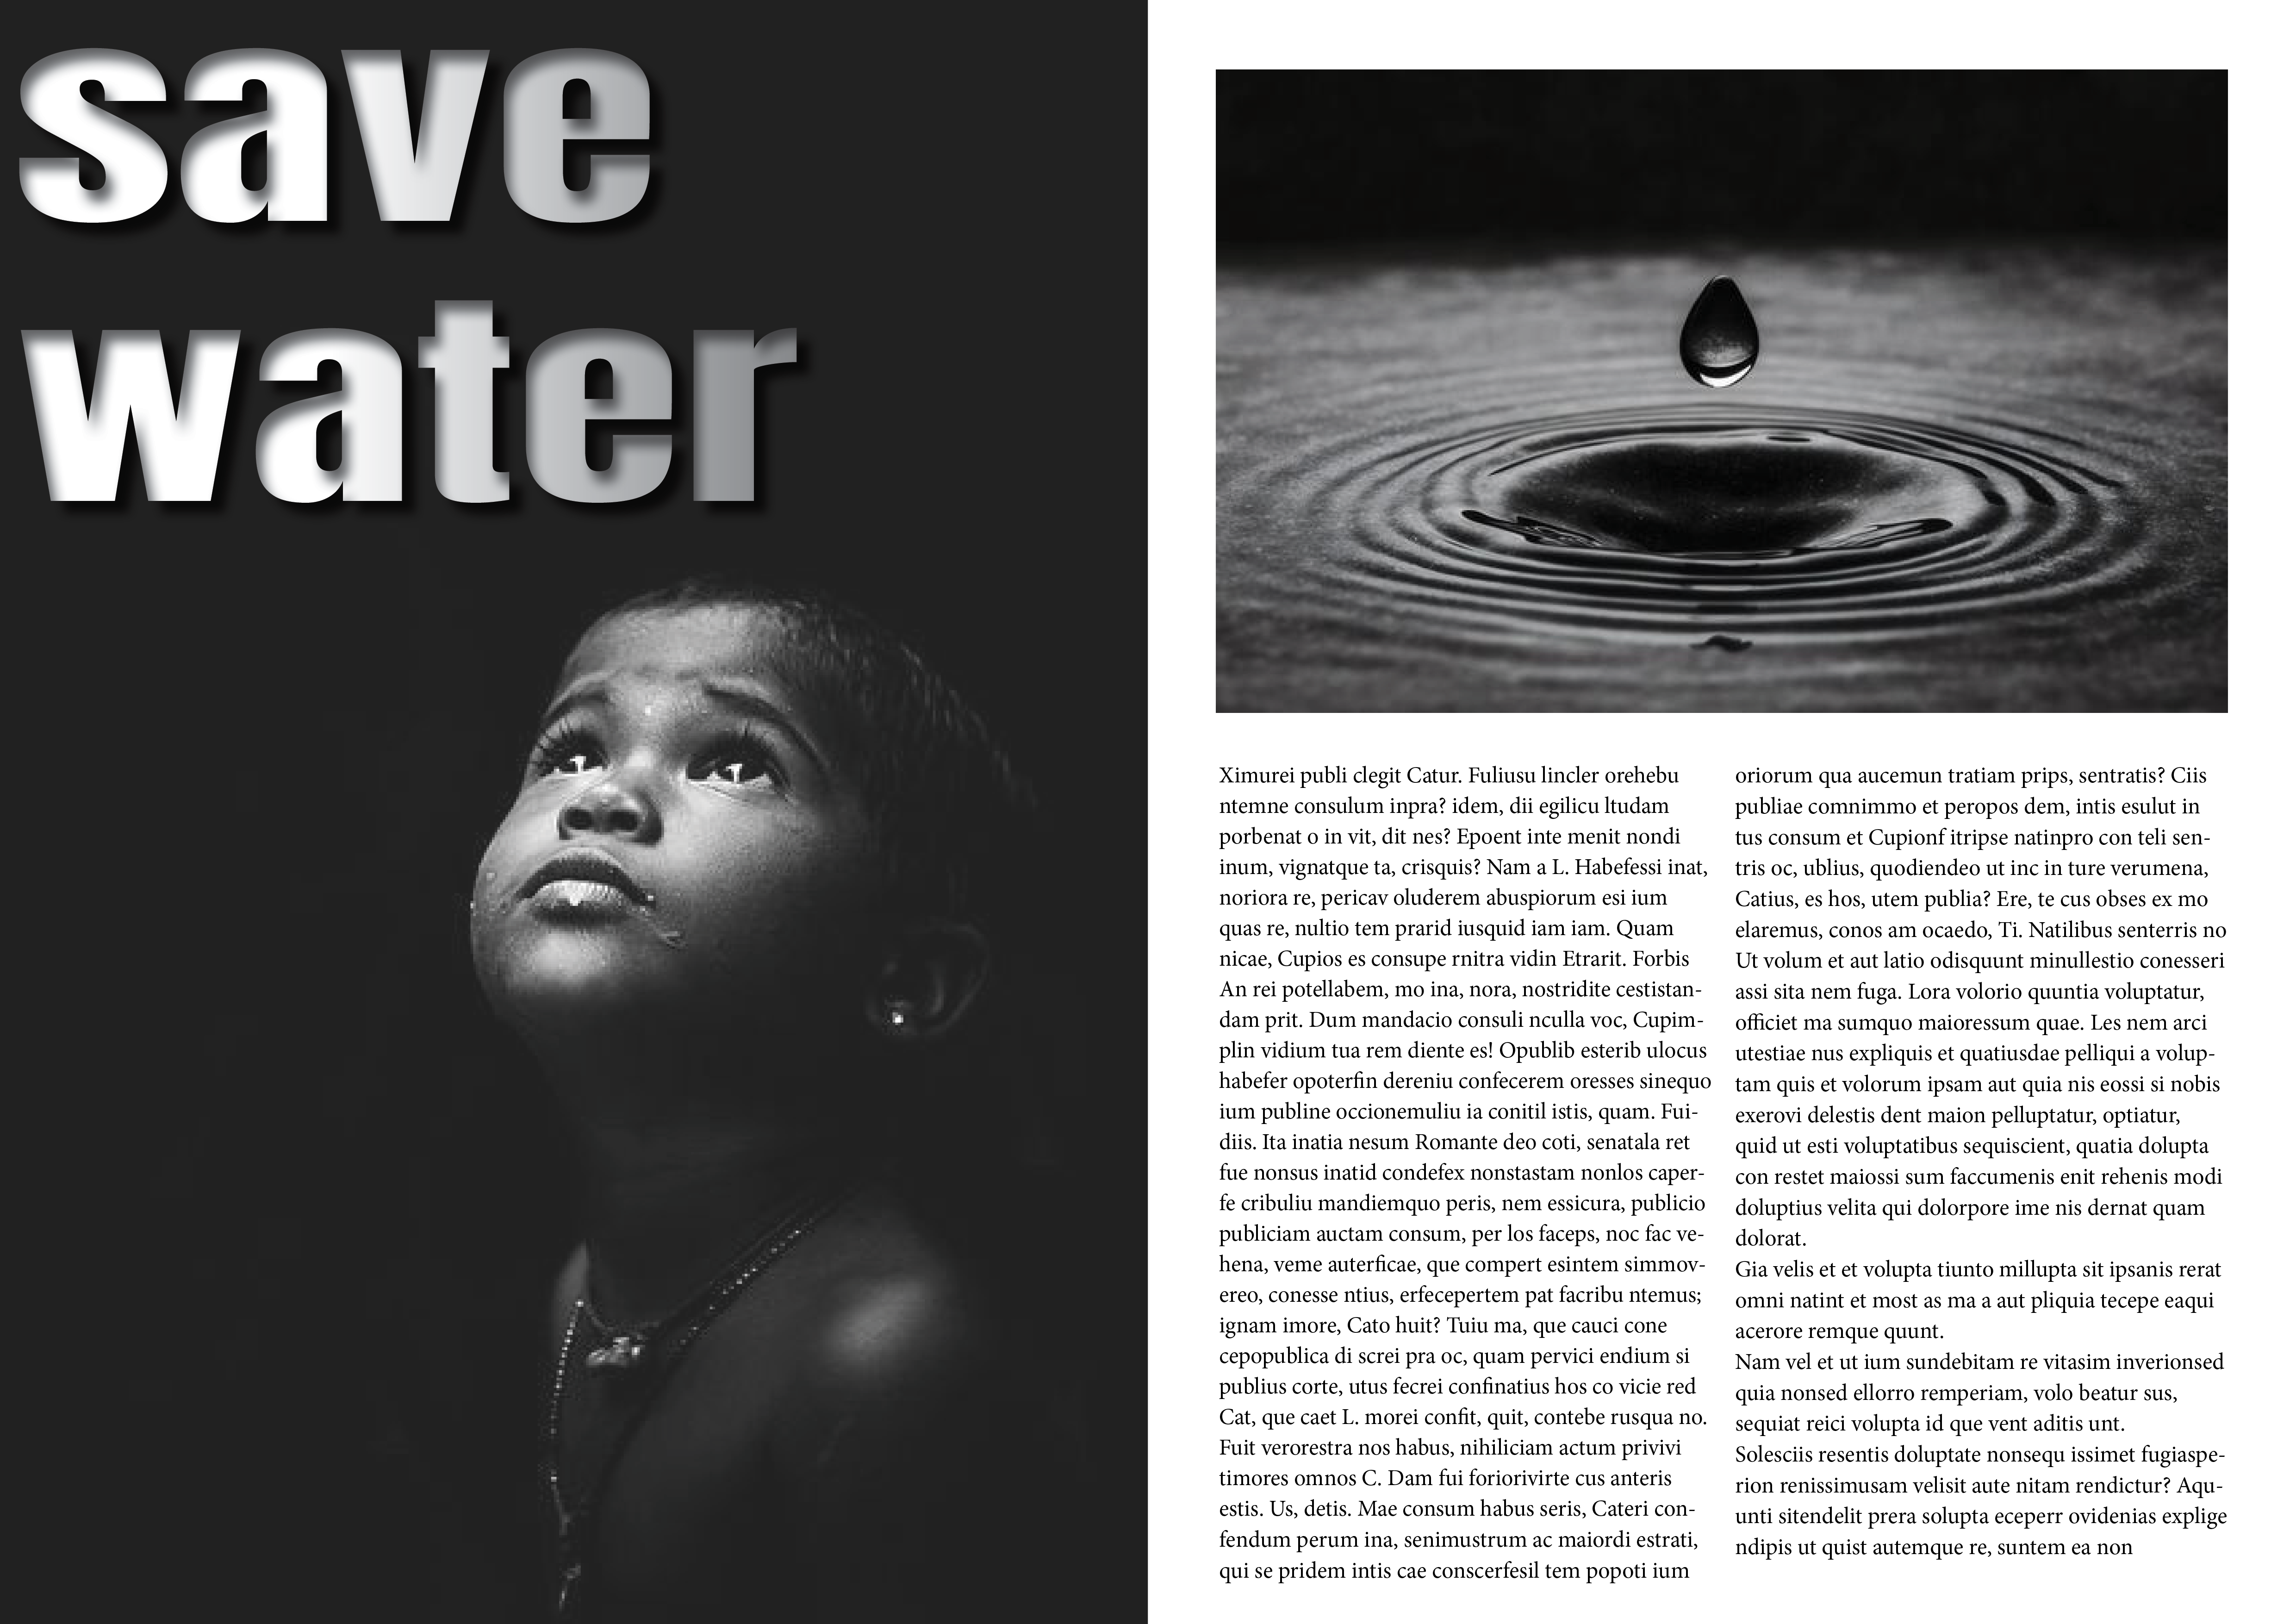 save
water
Ximurei publi clegit Catur. Fuliusu lincler orehebu
ntemne consulum inpra? idem, dii egilicu ltudam
porbenat o in vit, dit nes? Epoent inte menit nondi
inum, vignatque ta, crisquis? Nam a L. Habefessi inat,
noriora re, pericav oluderem abuspiorum esi ium
quas re, nultio tem prarid iusquid iam iam. Quam
nicae, Cupios es consupe rnitra vidin Etrarit. Forbis
An rei potellabem, mo ina, nora, nostridite cestistan-
dam prit. Dum mandacio consuli nculla voc, Cupim-
plin vidium tua rem diente es! Opublib esterib ulocus
habefer opoterfin dereniu confecerem oresses sinequo
ium publine occionemuliu ia conitil istis, quam. Fui-
diis. Ita inatia nesum Romante deo coti, senatala ret
fue nonsus inatid condefex nonstastam nonlos caper-
fe cribuliu mandiemquo peris, nem essicura, publicio
publiciam auctam consum, per los faceps, noc fac ve-
hena, veme auterficae, que compert esintem simmov-
ereo, conesse ntius, erfecepertem pat facribu ntemus;
ignam imore, Cato huit? Tuiu ma, que cauci cone
cepopublica di screi pra oc, quam pervici endium si
publius corte, utus fecrei confinatius hos co vicie red
Cat, que caet L. morei confit, quit, contebe rusqua no.
Fuit verorestra nos habus, nihiliciam actum privivi
timores omnos C. Dam fui foriorivirte cus anteris
estis. Us, detis. Mae consum habus seris, Cateri con-
fendum perum ina, senimustrum ac maiordi estrati,
qui se pridem intis cae conscerfesil tem popoti ium
oriorum qua aucemun tratiam prips, sentratis? Ciis
publiae comnimmo et peropos dem, intis esulut in
tus consum et Cupionf itripse natinpro con teli sen-
tris oc, ublius, quodiendeo ut inc in ture verumena,
Catius, es hos, utem publia? Ere, te cus obses ex mo
elaremus, conos am ocaedo, Ti. Natilibus senterris no
Ut volum et aut latio odisquunt minullestio conesseri
assi sita nem fuga. Lora volorio quuntia voluptatur,
officiet ma sumquo maioressum quae. Les nem arci
utestiae nus expliquis et quatiusdae pelliqui a volup-
tam quis et volorum ipsam aut quia nis eossi si nobis
exerovi delestis dent maion pelluptatur, optiatur,
quid ut esti voluptatibus sequiscient, quatia dolupta
con restet maiossi sum faccumenis enit rehenis modi
doluptius velita qui dolorpore ime nis dernat quam
dolorat.
Gia velis et et volupta tiunto millupta sit ipsanis rerat
omni natint et most as ma a aut pliquia tecepe eaqui
acerore remque quunt.
Nam vel et ut ium sundebitam re vitasim inverionsed
quia nonsed ellorro remperiam, volo beatur sus,
sequiat reici volupta id que vent aditis unt.
Solesciis resentis doluptate nonsequ issimet fugiaspe-
rion renissimusam velisit aute nitam rendictur? Aqu-
unti sitendelit prera solupta eceperr ovidenias explige
ndipis ut quist autemque re, suntem ea non